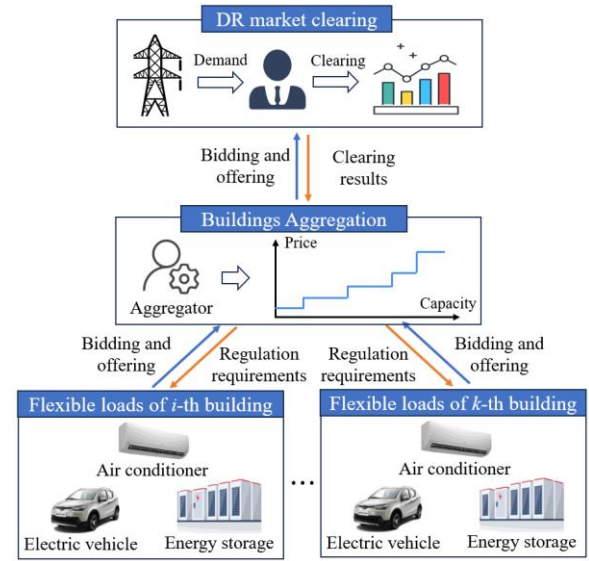 DR market clearing
Demand
Clearing
Bidding and
offering
Clearing
results
Buildings Aggregation
Price
Aggregator
Capacity
Bidding and
offering
Regulation
requirements
Regulation
requirements
Bidding and
offering
Flexible loads of i-th building
Air conditioner
Electric vehicle
Energy storage
...
Flexible loads of k-th building
Air conditioner
Electric vehicle
Energy storage